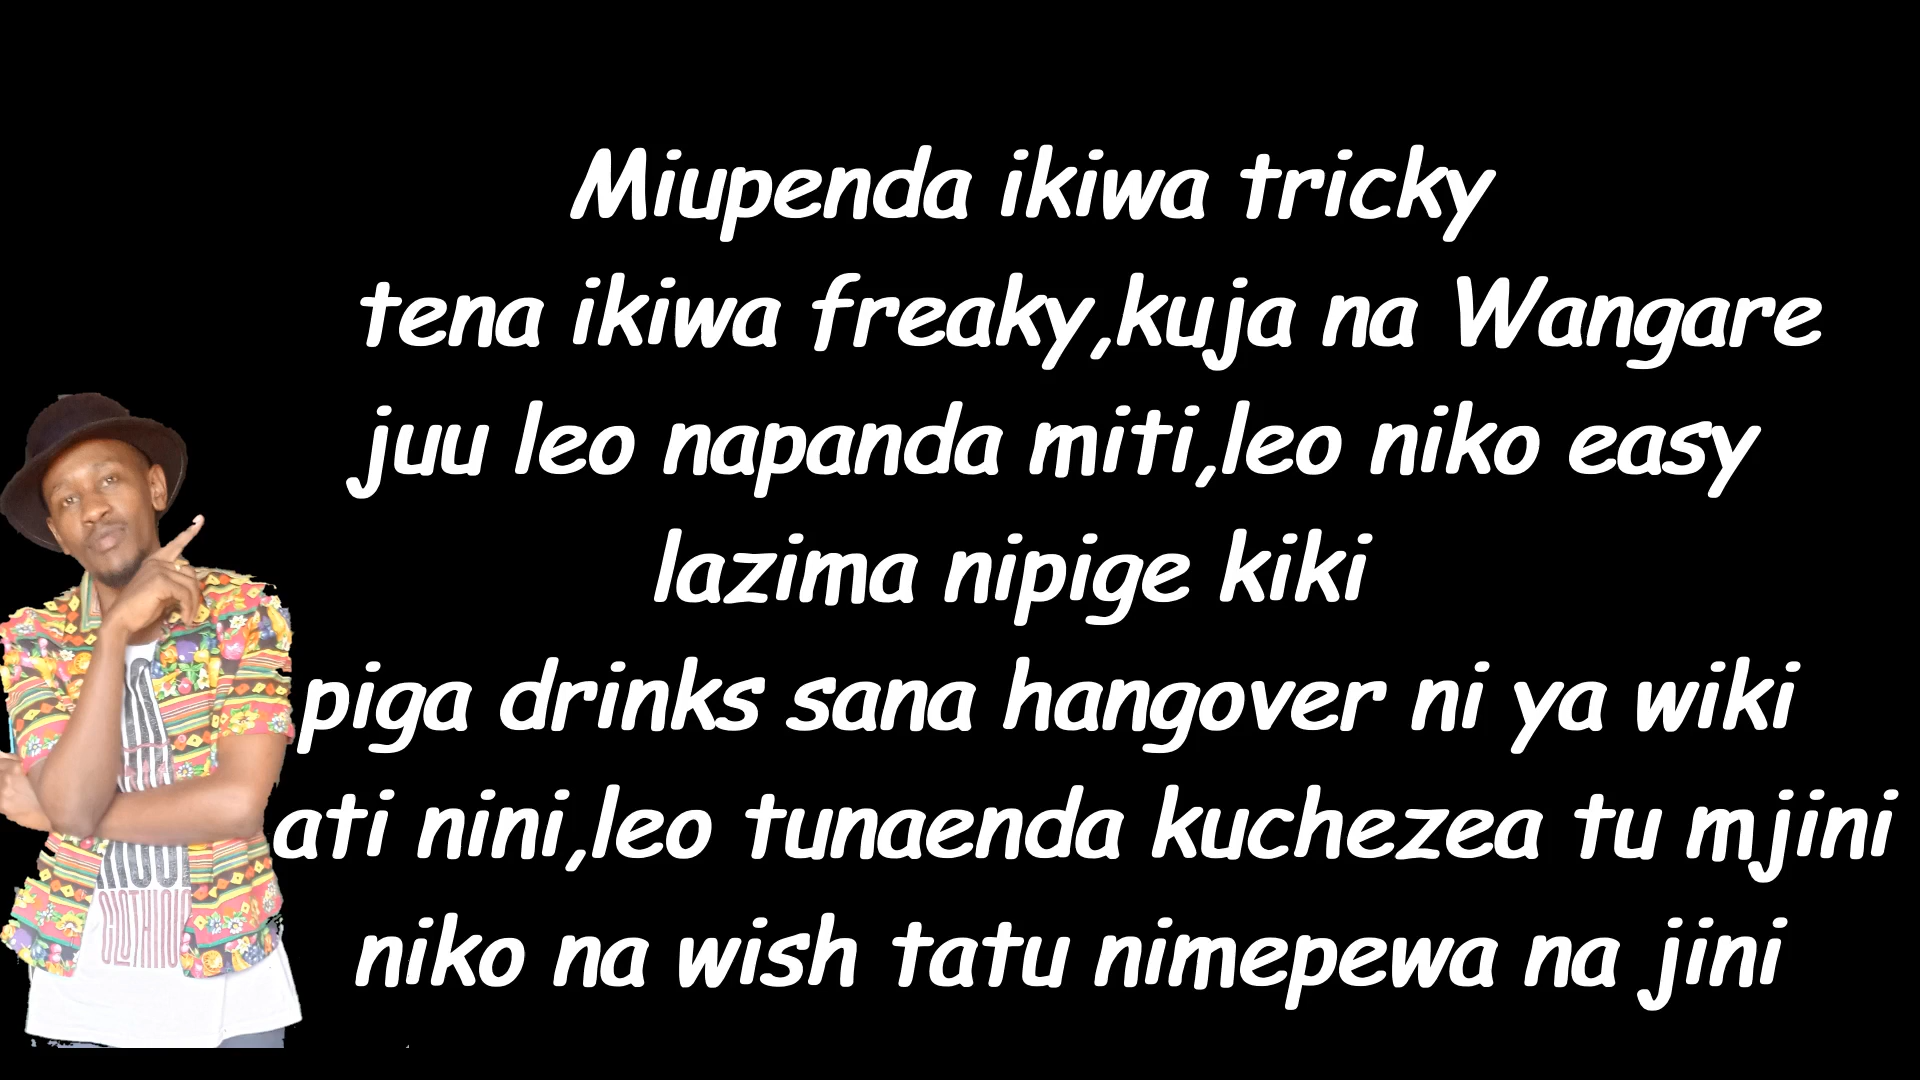 Miupenda ikiwa tricky
tena ikiwa freaky,kuja na Wangare
juu leo napanda miti,leo niko easy
lazima nipige kiki
piga drinks sana hangover ni ya wiki
ati nini,leo tunaenda kuchezea tu mjini
niko na wish tatu nimepewa na jini